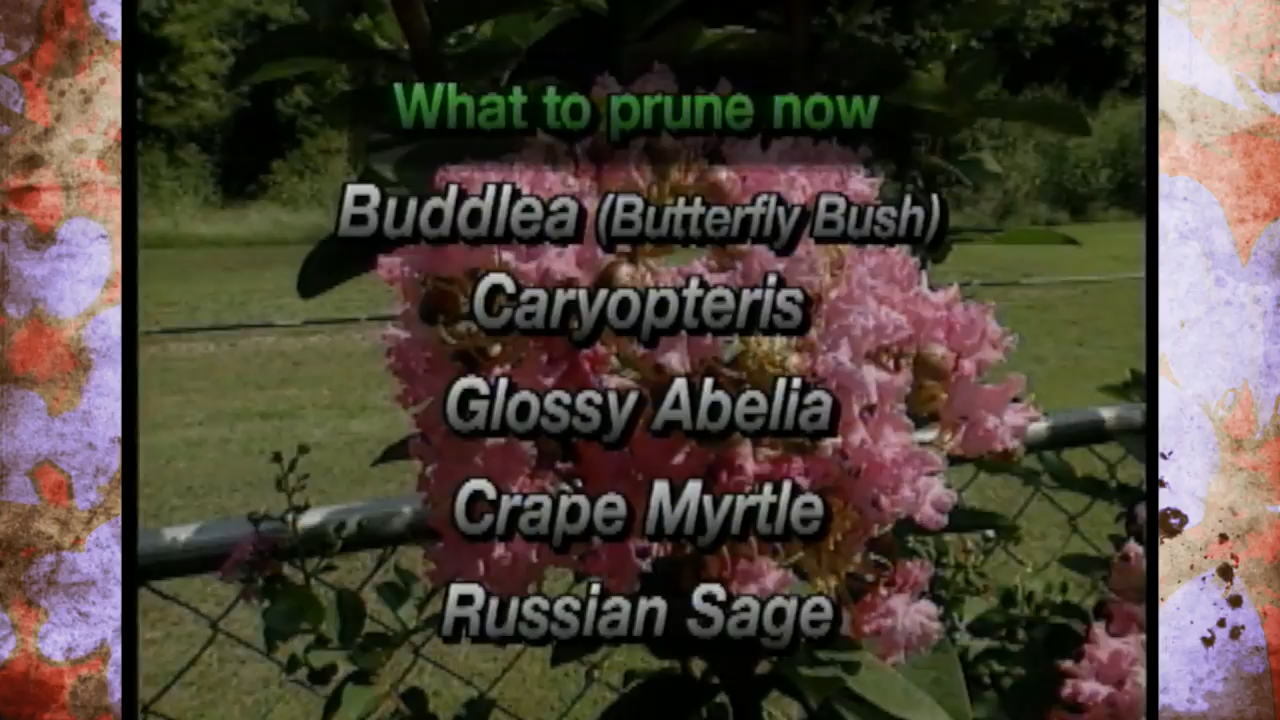 What to prune now
Buddlea (Butterfly Bush)
Caryopteris
Glossy Abelia
Crape Myrtle
Russian Sage